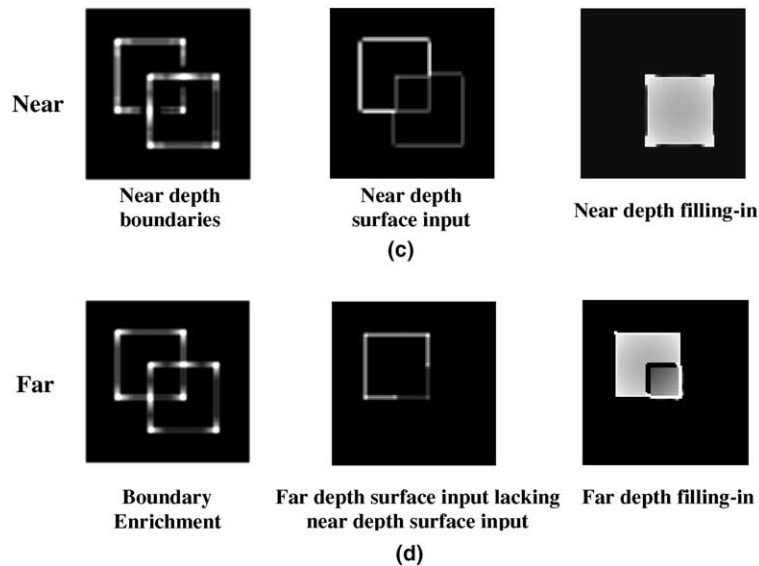 Near
Near depth
boundaries
Near depth
surface input
Near depth filling-in
(c)
Far
Boundary
Enrichment
Far depth surface input lacking
near depth surface input
Far depth filling-in
(d)